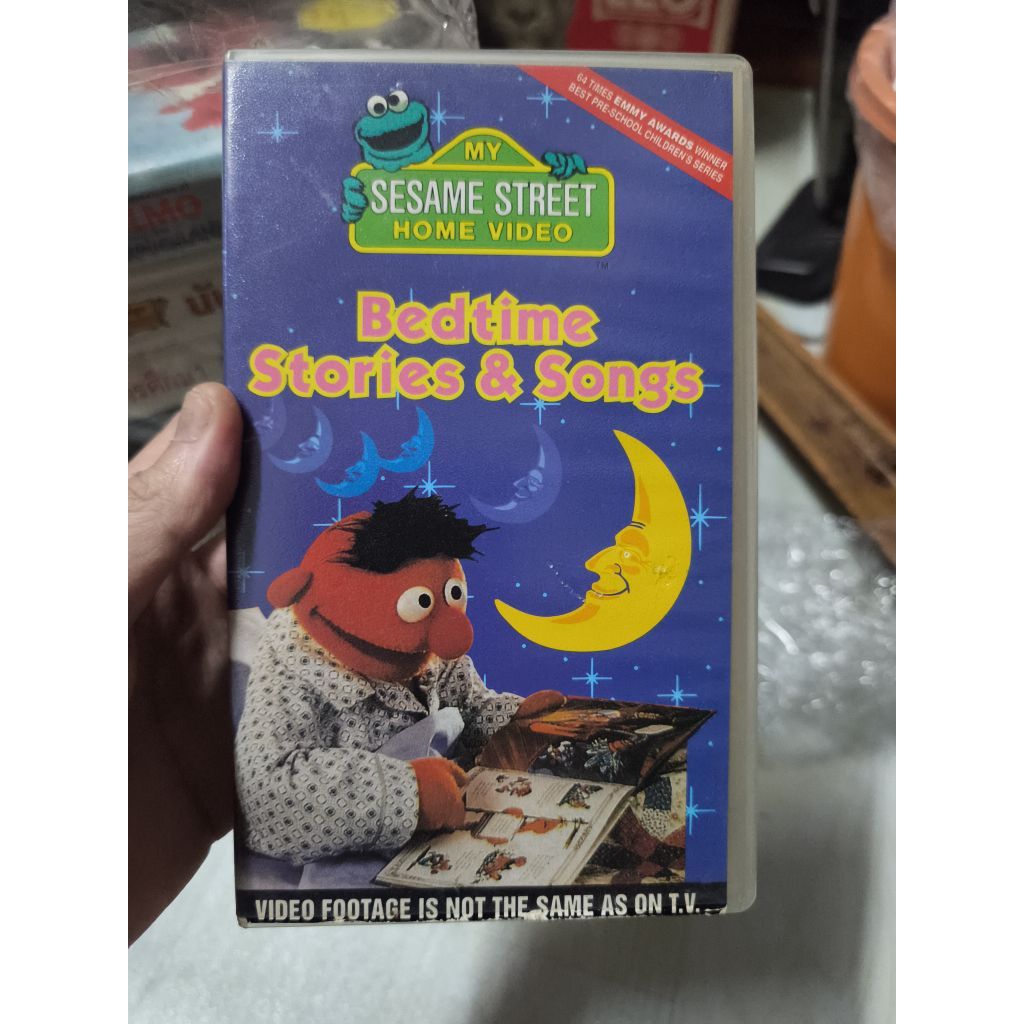 64 TIMES EMMY AWARDS WINNER
BEST PRE-SCHOOL CHILDREN'S SERIES
MY
SESAME STREET
HOME VIDEO
TM
Bedtime
Stories & Songs
VIDEO FOOTAGE IS NOT THE SAME AS ON T.V.